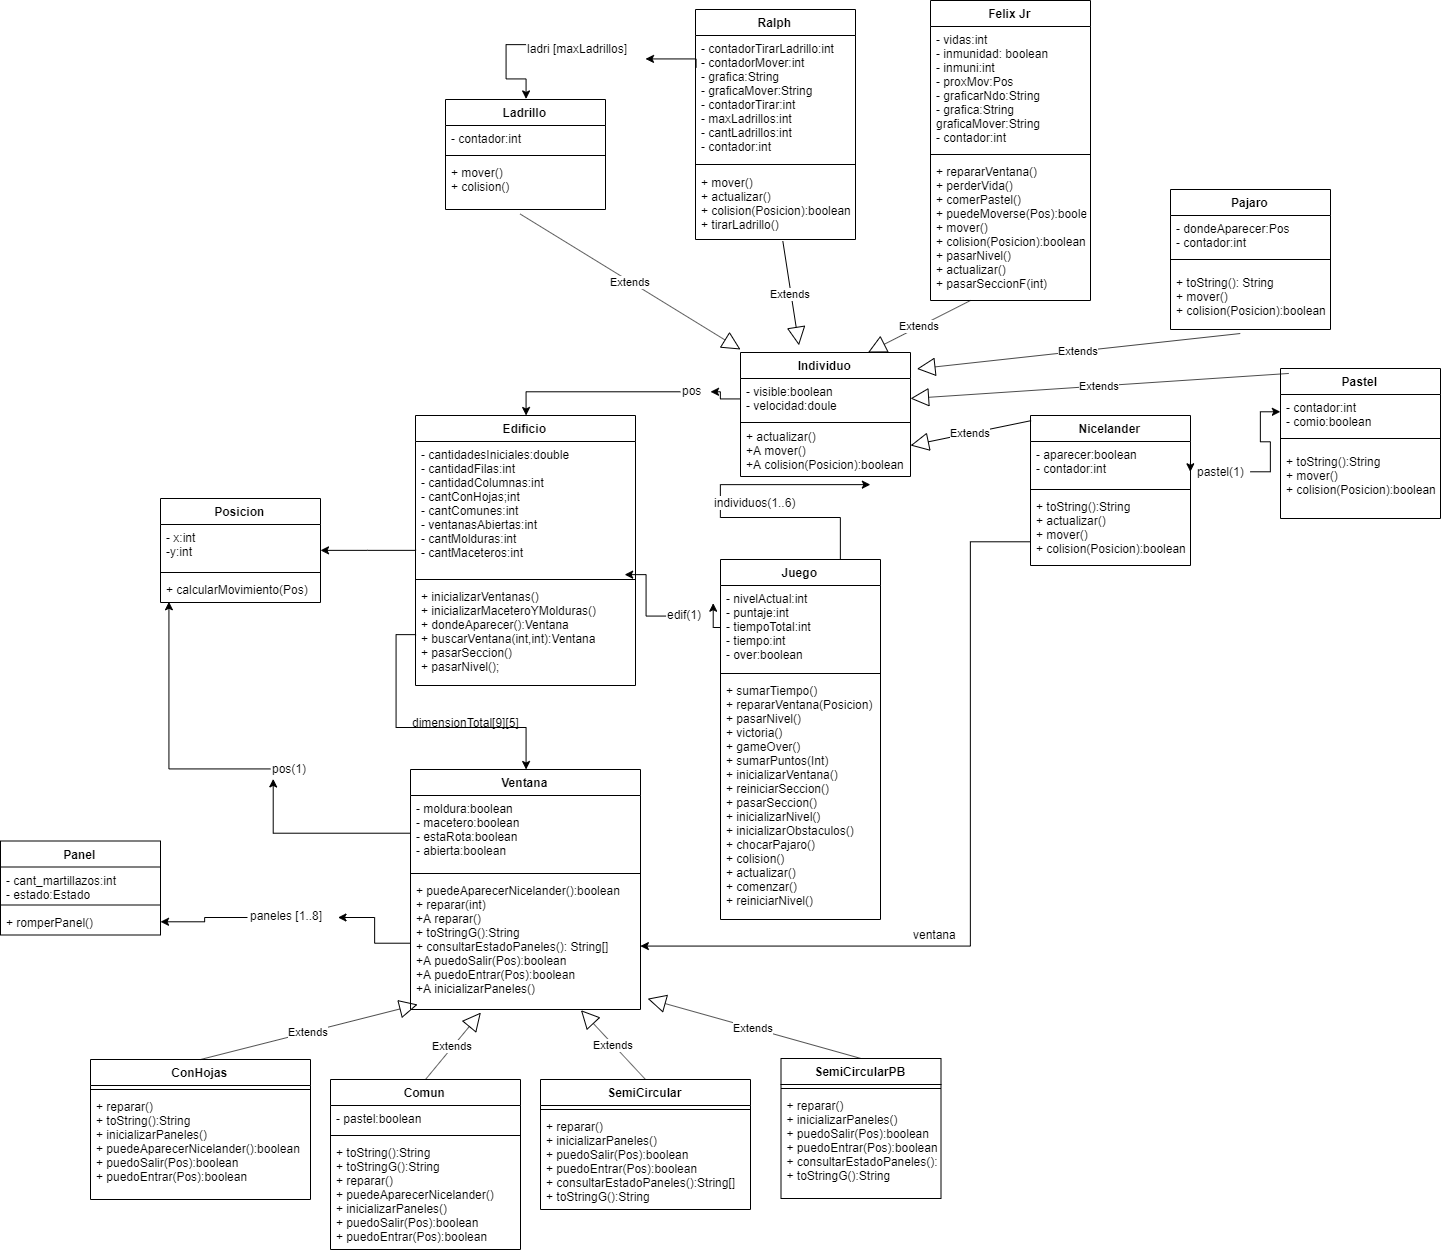 Ralph
- contadorTirarLadrillo:int
- contadorMover:int
- grafica:String
- graficaMover:String
- contadorTirar:int
- maxLadrillos:int
- cantLadrillos:int
- contador:int
+ mover()
+ actualizar()
+ colision(Posicion):boolean
+ tirarLadrillo()
Felix Jr
- vidas:int
- inmunidad: boolean
- inmuni:int
- proxMov:Pos
- graficarNdo:String
- grafica:String
graficaMover:String
- contador:int
+ repararVentana()
+ perderVida()
+ comerPastel()
+ puedeMoverse(Pos):boole
+ mover()
+ colision(Posicion):boolean
+ pasarNivel()
+ actualizar()
+ pasarSeccionF(int)
ladri [maxLadrillos]
Ladrillo
- contador:int
+ mover()
+ colision()
Pajaro
- dondeAparecer:Pos
- contador:int
+ toString(): String
+ mover()
+ colision(Posicion):boolean
Extends
Extends
Extends
Extends
Extends
Extends
Individuo
- visible:boolean
- velocidad:doule
+ actualizar()
+A mover()
+A colision(Posicion):boolean
pos
Pastel
- contador:int
- comio:boolean
+ toString():String
+ mover()
+ colision(Posicion):boolean
pastel(1)
Nicelander
- aparecer:boolean
- contador:int
+ toString():String
+ actualizar()
+ mover()
+ colision(Posicion):boolean
Edificio
- cantidadesIniciales:double
- cantidadFilas:int
- cantidadColumnas:int
- cantConHojas;int
- cantComunes:int
- ventanasAbiertas:int
- cantMolduras:int
- cantMaceteros:int
+ inicializarVentanas()
+ inicializarMaceteroYMolduras()
+ dondeAparecer():Ventana
+ buscarVentana(int,int):Ventana
+ pasarSeccion()
+ pasarNivel();
Posicion
- x:int
-y:int
+ calcularMovimiento(Pos)
individuos(1..6)
edif(1)
Juego
- nivelActual:int
- puntaje:int
- tiempoTotal:int
- tiempo:int
- over:boolean
+ sumarTiempo()
+ repararVentana(Posicion)
+ pasarNivel()
+ victoria()
+ gameOver()
+ sumarPuntos(Int)
+ inicializarVentana()
+ reiniciarSeccion()
+ pasarSeccion()
+ inicializarNivel()
+ inicializarObstaculos()
+ chocarPajaro()
+ colision()
+ actualizar()
+ comenzar()
+ reiniciarNivel()
dimensionTotal[9][5]
pos(1)
ventana
Ventana
- moldura:boolean
- macetero:boolean
- estaRota:boolean
- abierta:boolean
+ puedeAparecerNicelander():boolean
+ reparar(int)
+A reparar()
+ toStringG():String
+ consultarEstadoPaneles(): String[]
+A puedoSalir(Pos):boolean
+A puedoEntrar(Pos):boolean
+A inicializarPaneles()
Panel
- cant_martillazos:int
- estado:Estado
+ romperPanel()
paneles [1..8]
Extends
Extends
Extends
Extends
ConHojas
+ reparar()
+ toString():String
+ inicializarPaneles()
+ puedeAparecerNicelander():boolean
+ puedoSalir(Pos):boolean
+ puedoEntrar(Pos):boolean
Comun
- pastel:boolean
+ toString():String
+ toStringG():String
+ reparar()
+ puedeAparecerNicelander()
+ inicializarPaneles()
+ puedoSalir(Pos):boolean
+ puedoEntrar(Pos):boolean
SemiCircular
+ reparar()
+ inicializarPaneles()
+ puedoSalir(Pos):boolean
+ puedoEntrar(Pos):boolean
+ consultarEstadoPaneles():String[]
+ toStringG():String
SemiCircularPB
+ reparar()
+ inicializarPaneles()
+ puedoSalir(Pos):boolean
+ puedoEntrar(Pos):boolean
+ consultarEstadoPaneles():
+ toStringG():String